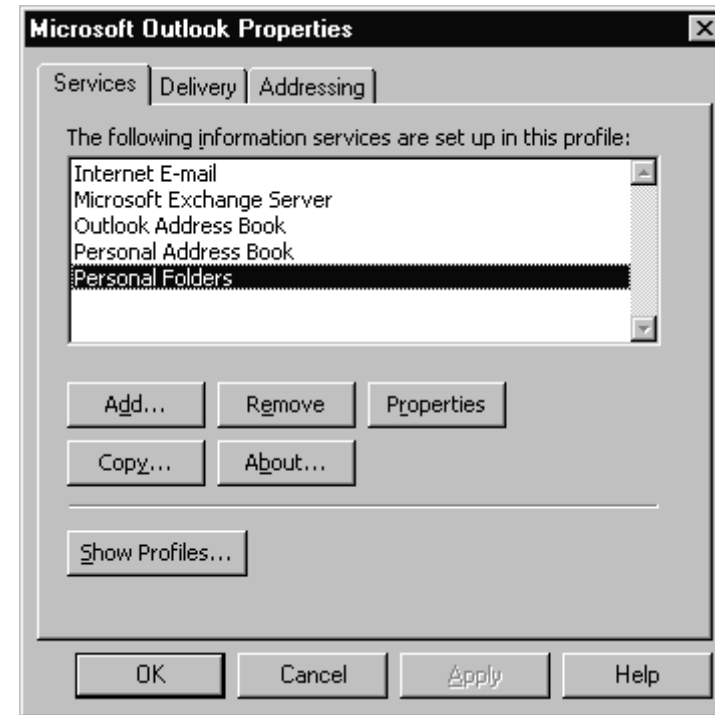 Microsoft Outlook Properties
Services Delivery Addressing
The following information services are set up in this profile:
Internet E-mail
Microsoft Exchange Server
Outlook Address Book
Personal Address Book
Personal Folders
Add... Remove Properties
Copy... About...
Show Profiles...
OK Cancel Apply Help